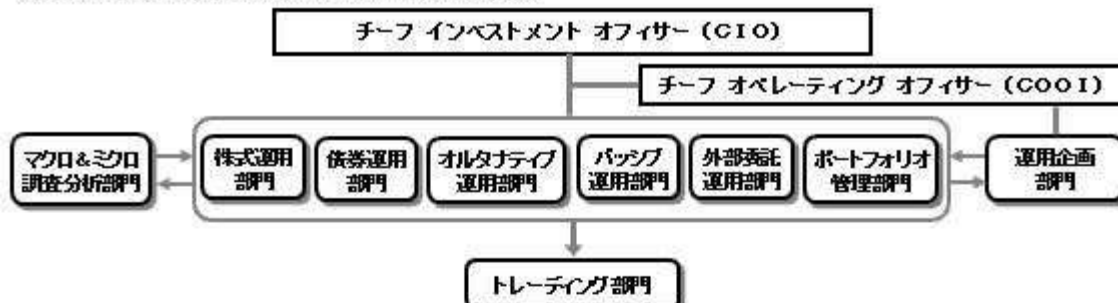 チーフ インベストメント オフィサー（CIO）
チーフ オペレーティング オフィサー（COOI）
マクロ&ミクロ
調査分析部門
株式運用
部門
債券運用
部門
オルタナティブ
運用部門
パッシブ
運用部門
外部委託
運用部門
ポートフォリオ
管理部門
運用企画
部門
トレーディング部門